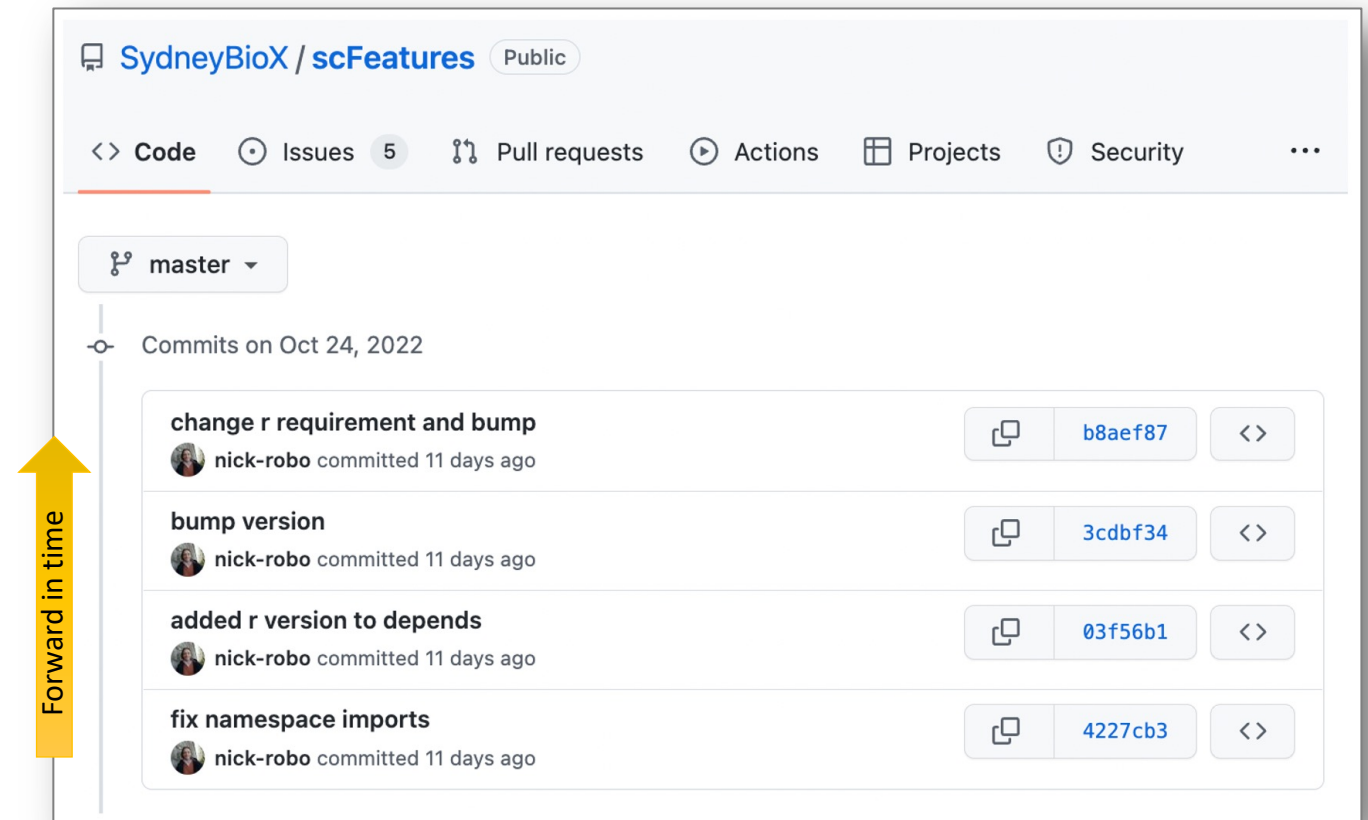 SydneyBioX / scFeatures Public
<> Code Issues 5 Pull requests Actions Projects Security ...
master
Commits on Oct 24, 2022
change r requirement and bump
nick-robo committed 11 days ago
b8aef87 <>
bump version
nick-robo committed 11 days ago
3cdbf34 <>
added r version to depends
nick-robo committed 11 days ago
03f56b1 <>
fix namespace imports
nick-robo committed 11 days ago
4227cb3 <>
Forward in time